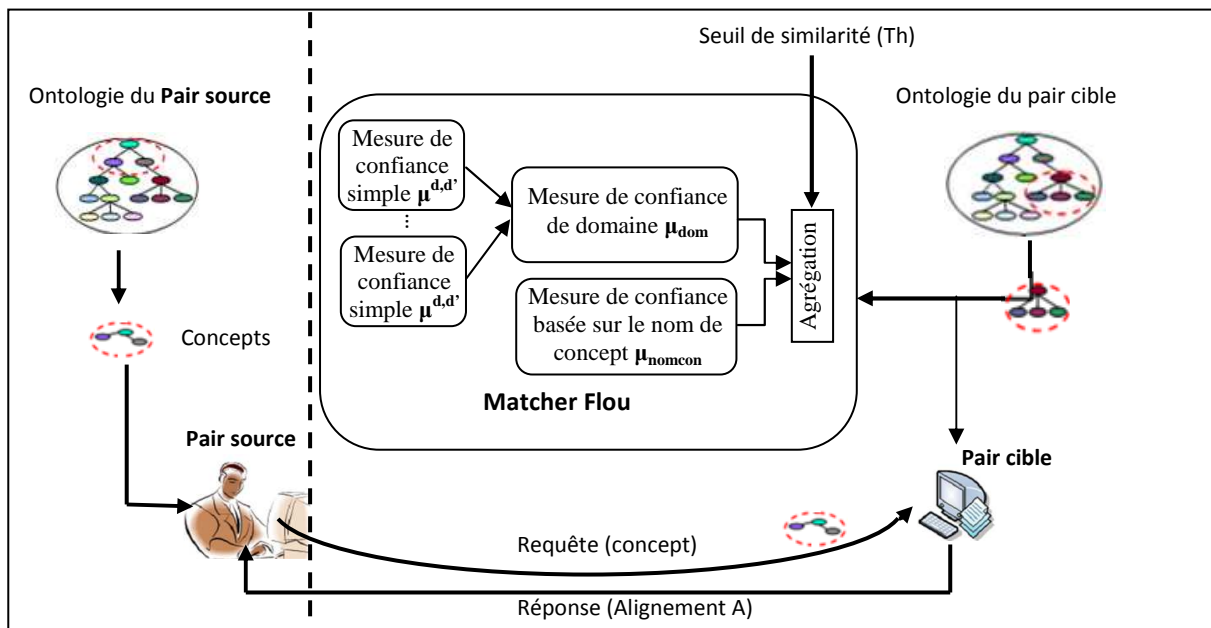 Seuil de similarité (Th)
Ontologie du Pair source
Ontologie du pair cible
Mesure de
confiance
simple μd,d’
...
Mesure de
confiance
simple μd,d’
Mesure de confiance
de domaine μdom
Mesure de confiance
basée sur le nom de
concept μnomcon
Agrégation
Matcher Flou
Concepts
Pair source
Pair cible
Requête (concept)
Réponse (Alignement A)